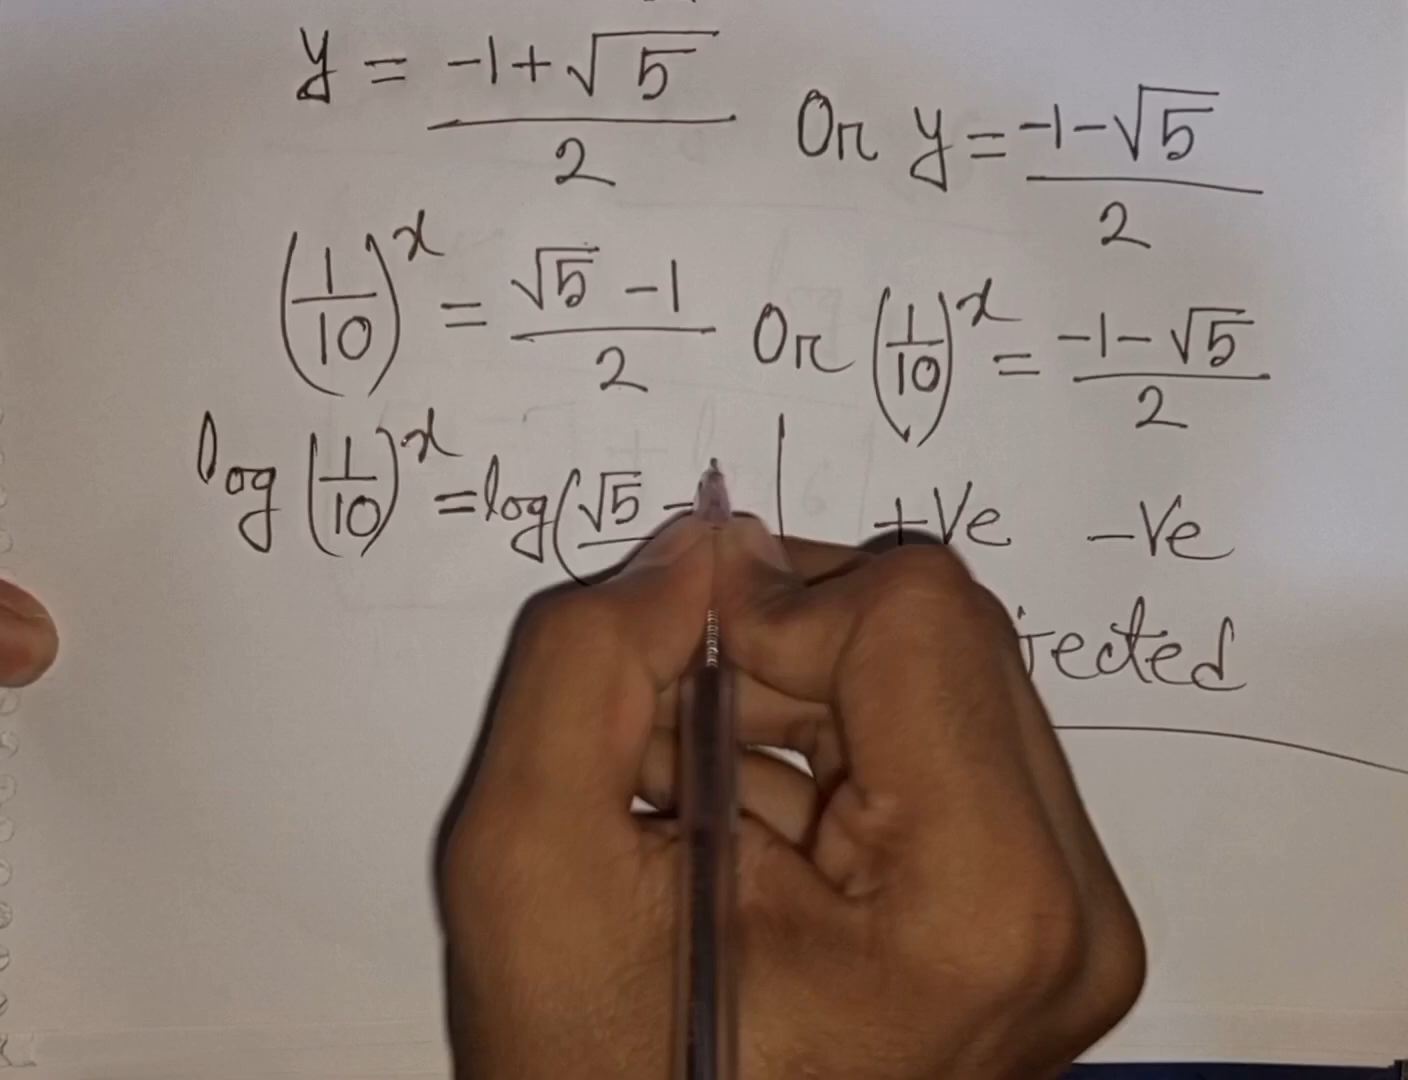 y = (-1+√5)/2 Or y = (-1-√5)/2
(1/10)^x = (√5 -1)/2 Or (1/10)^x = (-1-√5)/2
log (1/10)^x = log(√5 -
+Ve -Ve